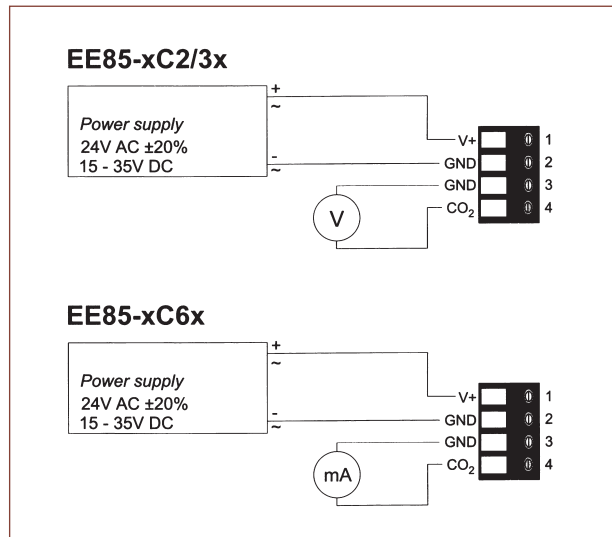 EE85-xC2/3x
+
~
Power supply
24V AC ±20%
15 - 35V DC
-
~
V+ 1
GND 2
GND 3
CO₂ 4
V
EE85-xC6x
+
~
Power supply
24V AC ±20%
15 - 35V DC
-
~
V+ 1
GND 2
GND 3
CO₂ 4
mA